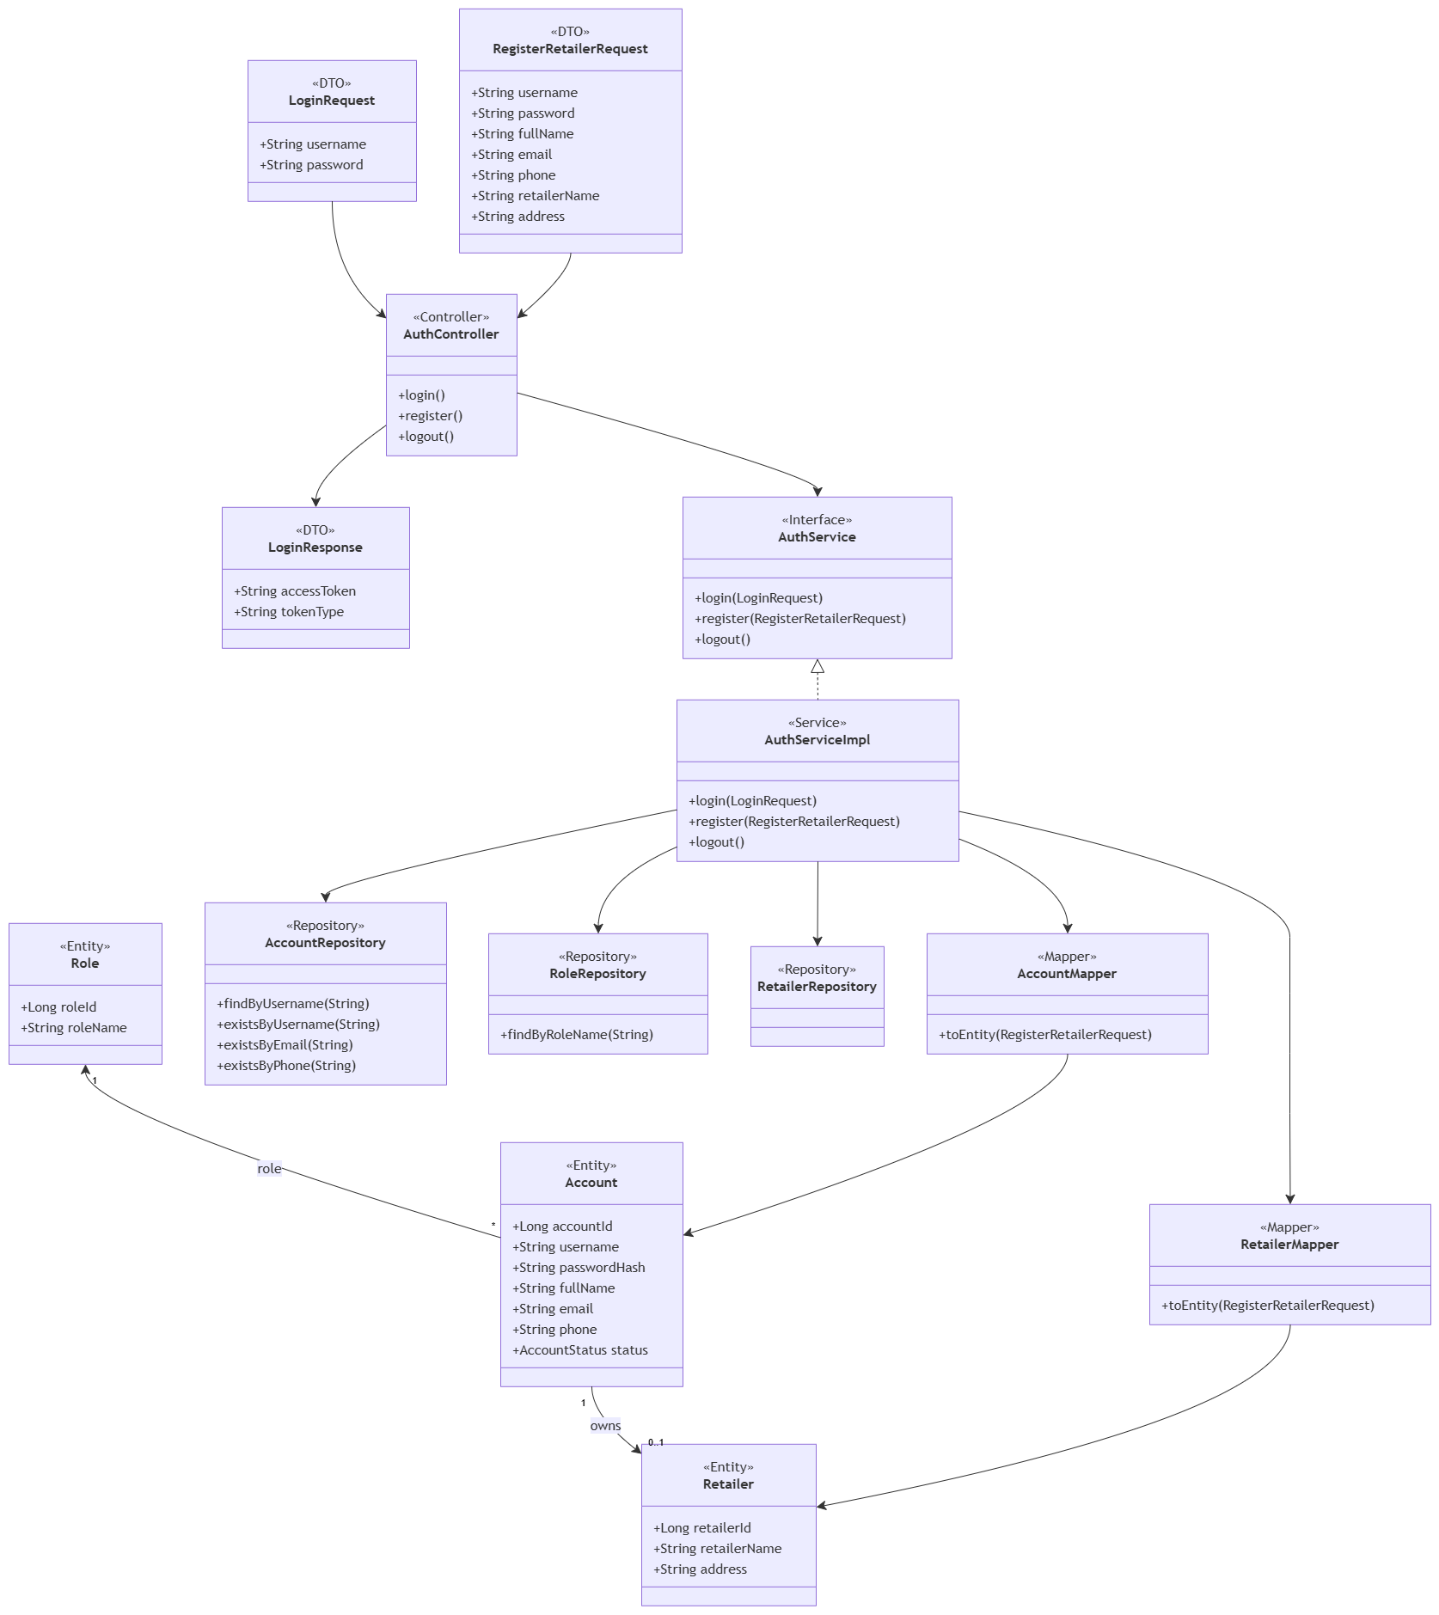 «DTO»
RegisterRetailerRequest
+String username
+String password
+String fullName
+String email
+String phone
+String retailerName
+String address
«DTO»
LoginRequest
+String username
+String password
«Controller»
AuthController
+login()
+register()
+logout()
«DTO»
LoginResponse
+String accessToken
+String tokenType
«Interface»
AuthService
+login(LoginRequest)
+register(RegisterRetailerRequest)
+logout()
«Service»
AuthServiceImpl
+login(LoginRequest)
+register(RegisterRetailerRequest)
+logout()
«Entity»
Role
+Long roleId
+String roleName
«Repository»
AccountRepository
+findByUsername(String)
+existsByUsername(String)
+existsByEmail(String)
+existsByPhone(String)
«Repository»
RoleRepository
+findByRoleName(String)
«Repository»
RetailerRepository
«Mapper»
AccountMapper
+toEntity(RegisterRetailerRequest)
1
role
*
«Entity»
Account
+Long accountId
+String username
+String passwordHash
+String fullName
+String email
+String phone
+AccountStatus status
«Mapper»
RetailerMapper
+toEntity(RegisterRetailerRequest)
1
owns
0..1
«Entity»
Retailer
+Long retailerId
+String retailerName
+String address